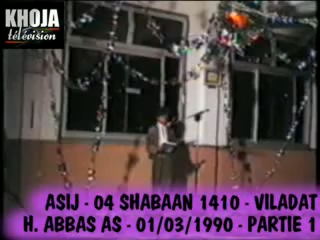 KHOJA
télévision
ASIJ - 04 SHABAAN 1410 - VILADAT
H. ABBAS AS - 01/03/1990 - PARTIE 1